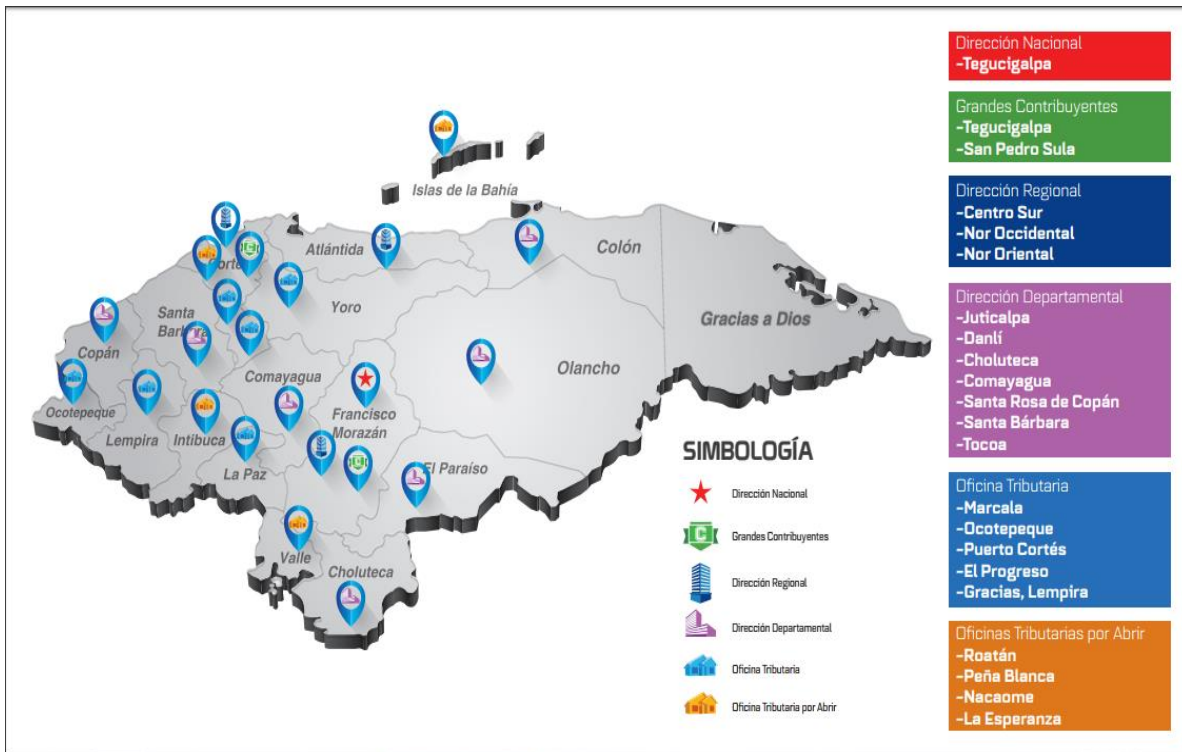 Islas de la Bahía
Atlántida
Colón
Cortés
Yoro
Santa
Bárbara
Gracias a Dios
Copán
Olancho
Comayagua
Ocotepeque
Francisco
Morazán
Lempira
Intibuca
La Paz
El Paraíso
Valle
Choluteca
SIMBOLOGÍA
Dirección Nacional
Grandes Contribuyentes
Dirección Regional
Dirección Departamental
Oficina Tributaria
Oficina Tributaria por Abrir
Dirección Nacional
-Tegucigalpa
Grandes Contribuyentes
-Tegucigalpa
-San Pedro Sula
Dirección Regional
-Centro Sur
-Nor Occidental
-Nor Oriental
Dirección Departamental
-Juticalpa
-Danlí
-Choluteca
-Comayagua
-Santa Rosa de Copán
-Santa Bárbara
-Tocoa
Oficina Tributaria
-Marcala
-Ocotepeque
-Puerto Cortés
-El Progreso
-Gracias, Lempira
Oficinas Tributarias por Abrir
-Roatán
-Peña Blanca
-Nacaome
-La Esperanza